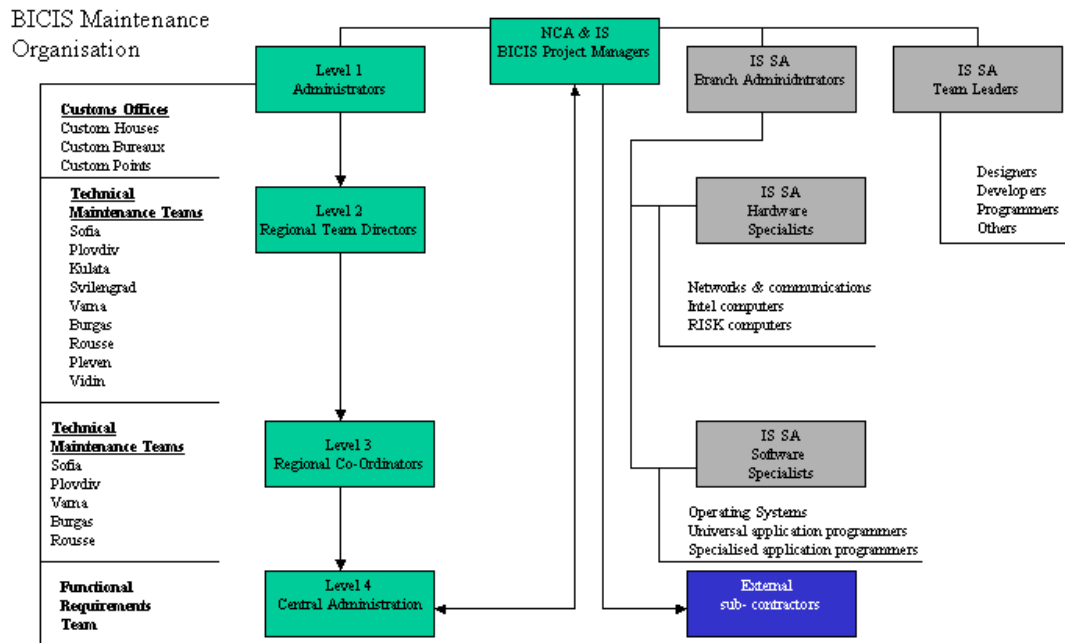 BICIS Maintenance
Organisation
NCA & IS
BICIS Project Managers
Level 1
Administrators
IS SA
Branch Adminidntrators
IS SA
Team Leaders
Customs Offices
Custom Houses
Custom Bureaux
Custom Points
Technical
Maintenance Teams
Sofia
Plovdiv
Kulata
Svilengrad
Varna
Burgas
Rousse
Pleven
Vidin
Level 2
Regional Team Directors
IS SA
Hardware
Specialists
Designers
Developers
Programmers
Others
Networks & communications
Intel computers
RISK computers
Technical
Maintenance Teams
Sofia
Plovdiv
Varna
Burgas
Rousse
Level 3
Regional Co-Ordinators
IS SA
Software
Specialists
Operating Systems
Universal application programmers
Specialised application programmers
Functional
Requirements
Team
Level 4
Central Administration
External
sub- contractors